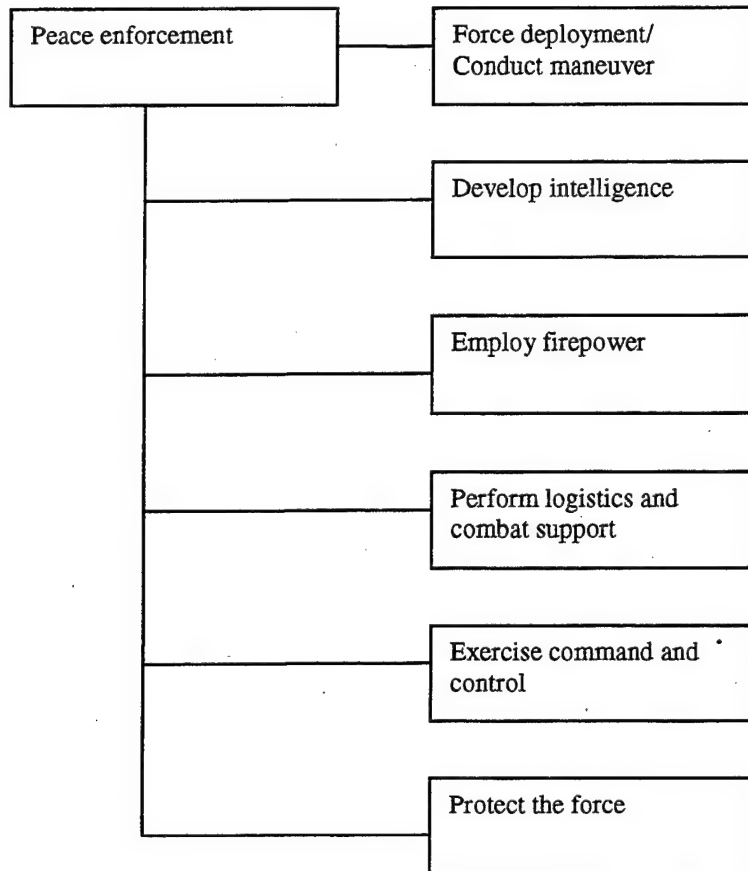 Peace enforcement
Force deployment/
Conduct maneuver
Develop intelligence
Employ firepower
Perform logistics and
combat support
Exercise command and
control
Protect the force